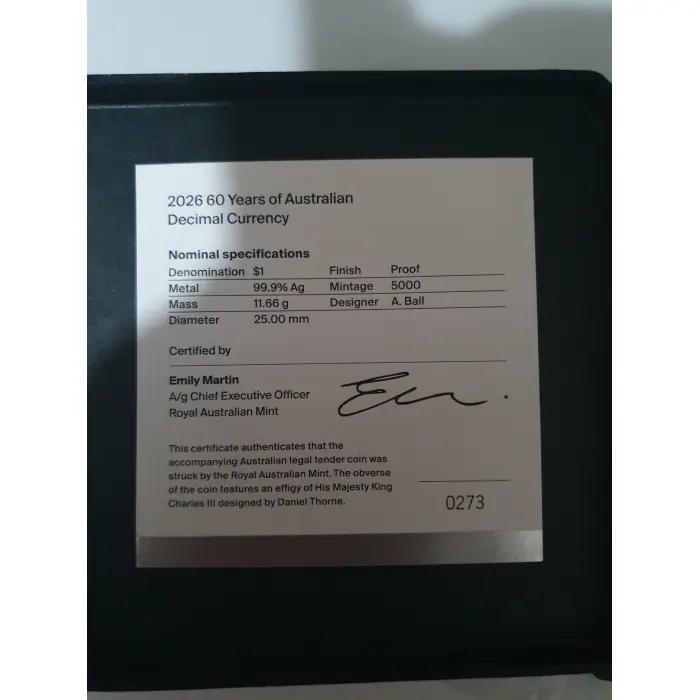 2026 60 Years of Australian
Decimal Currency
Nominal specifications
Denomination $1 Finish Proof
Metal 99.9% Ag Mintage 5000
Mass 11.66 g Designer A. Ball
Diameter 25.00 mm
Certified by
Emily Martin
A/g Chief Executive Officer
Royal Australian Mint
This certificate authenticates that the
accompanying Australian legal tender coin was
struck by the Royal Australian Mint. The obverse
of the coin features an effigy of His Majesty King
Charles III designed by Daniel Thorne.
0273